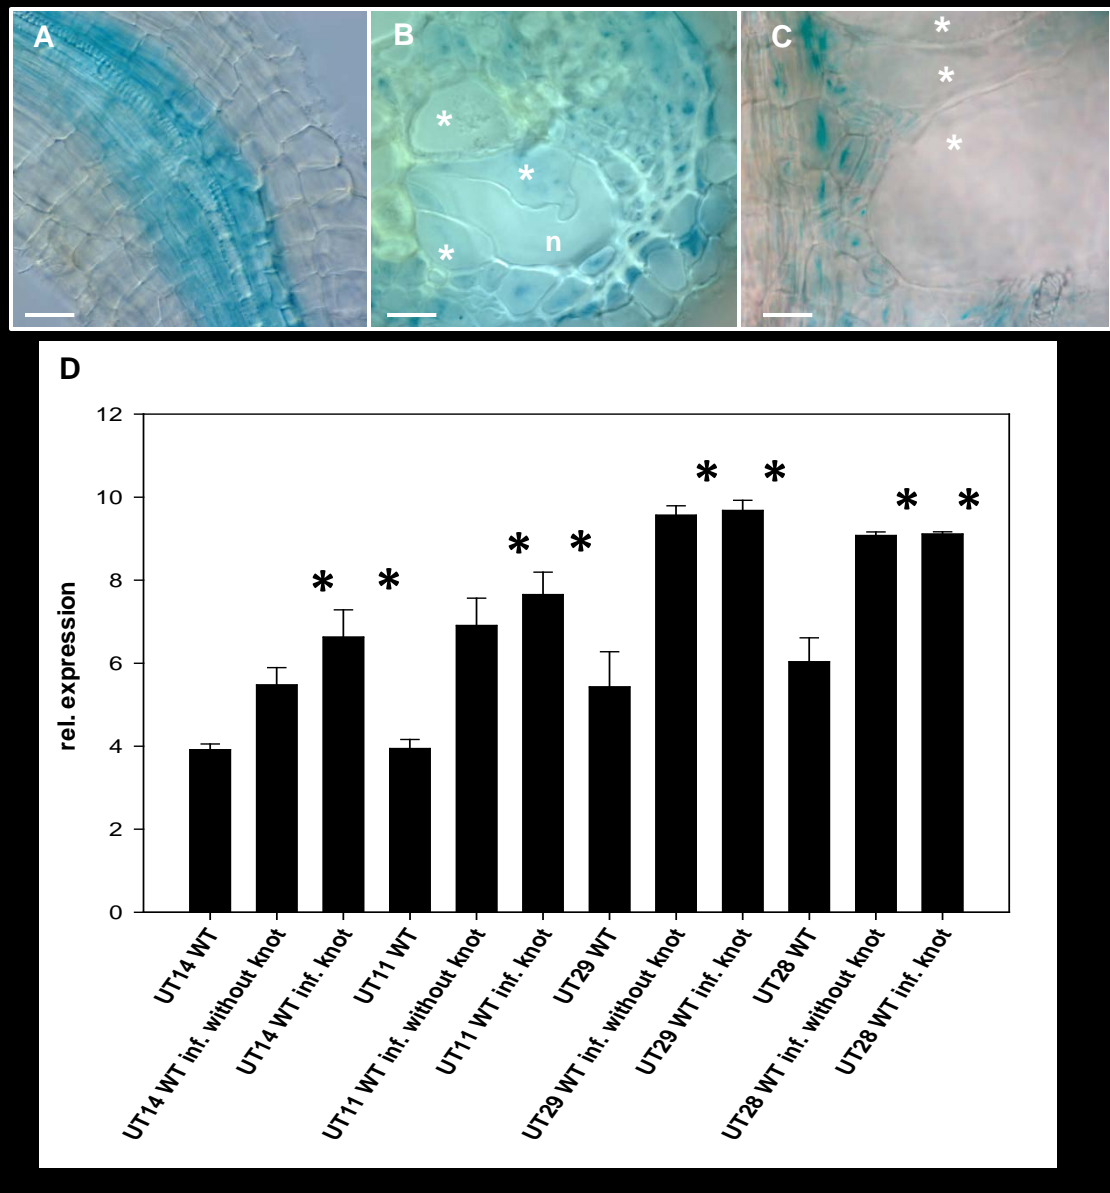 A B C
*
*
*
*
*
*
n
D
12
10
8
6
4
2
0
rel. expression
* * * * * * * *
UT14 WT
UT14 WT inf. without knot
UT14 WT inf. knot
UT11 WT
UT11 WT inf. without knot
UT11 WT inf. knot
UT29 WT
UT29 WT inf. without knot
UT29 WT inf. knot
UT28 WT
UT28 WT inf. without knot
UT28 WT inf. knot